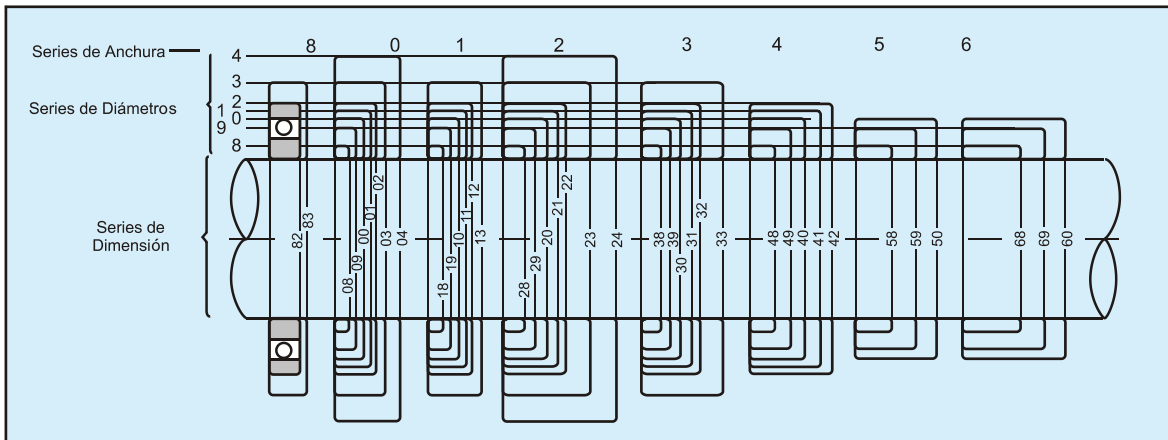 Series de Anchura 8 0 1 2 3 4 5 6
4
3
Series de Diámetros
2
1
0
9
8
Series de
Dimensión
82 83
08 09 00 01 02 03 04
18 19 10 11 12 13
28 29 20 21 22 23 24
38 39 30 31 32 33
48 49 40 41 42
58 59 50
68 69 60